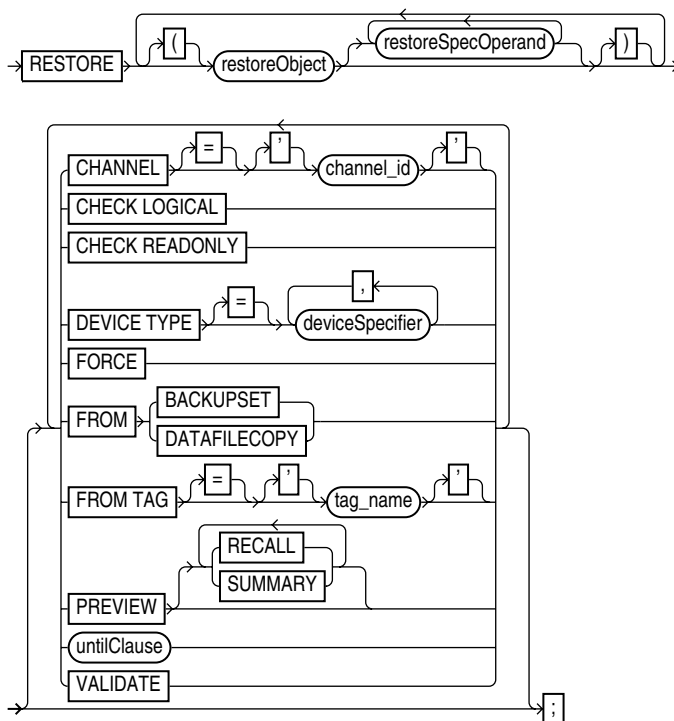 RESTORE ( restoreObject restoreSpecOperand )
CHANNEL = ' channel_id '
CHECK LOGICAL
CHECK READONLY
,
DEVICE TYPE = deviceSpecifier
FORCE
BACKUPSET
FROM
DATAFILECOPY
FROM TAG = ' tag_name '
RECALL
SUMMARY
PREVIEW
untilClause
VALIDATE
;